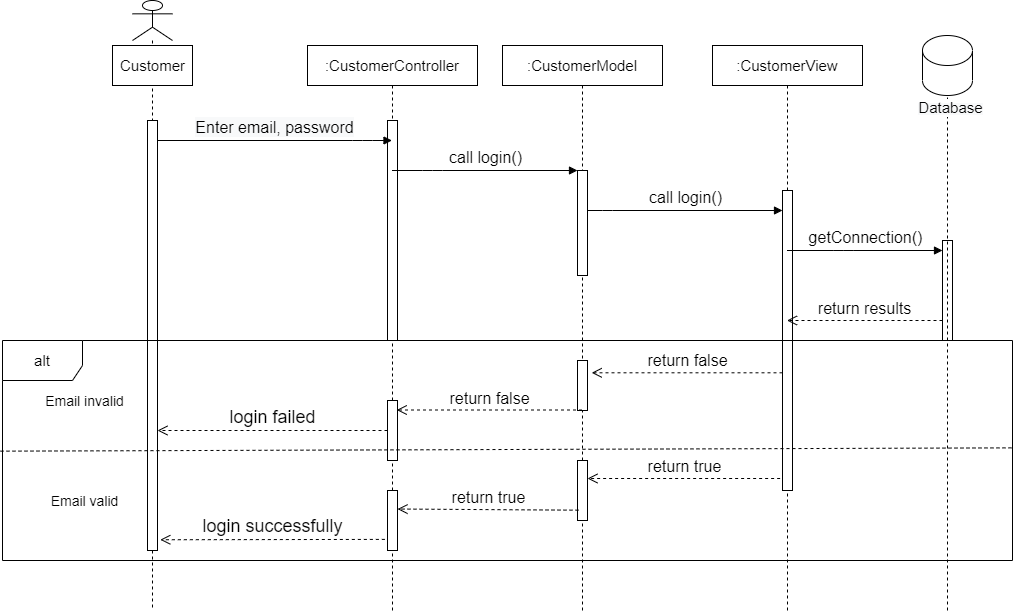 Customer
:CustomerController
:CustomerModel
:CustomerView
Database
Enter email, password
call login()
call login()
getConnection()
return results
alt
return false
Email invalid
return false
login failed
return true
Email valid
return true
login successfully